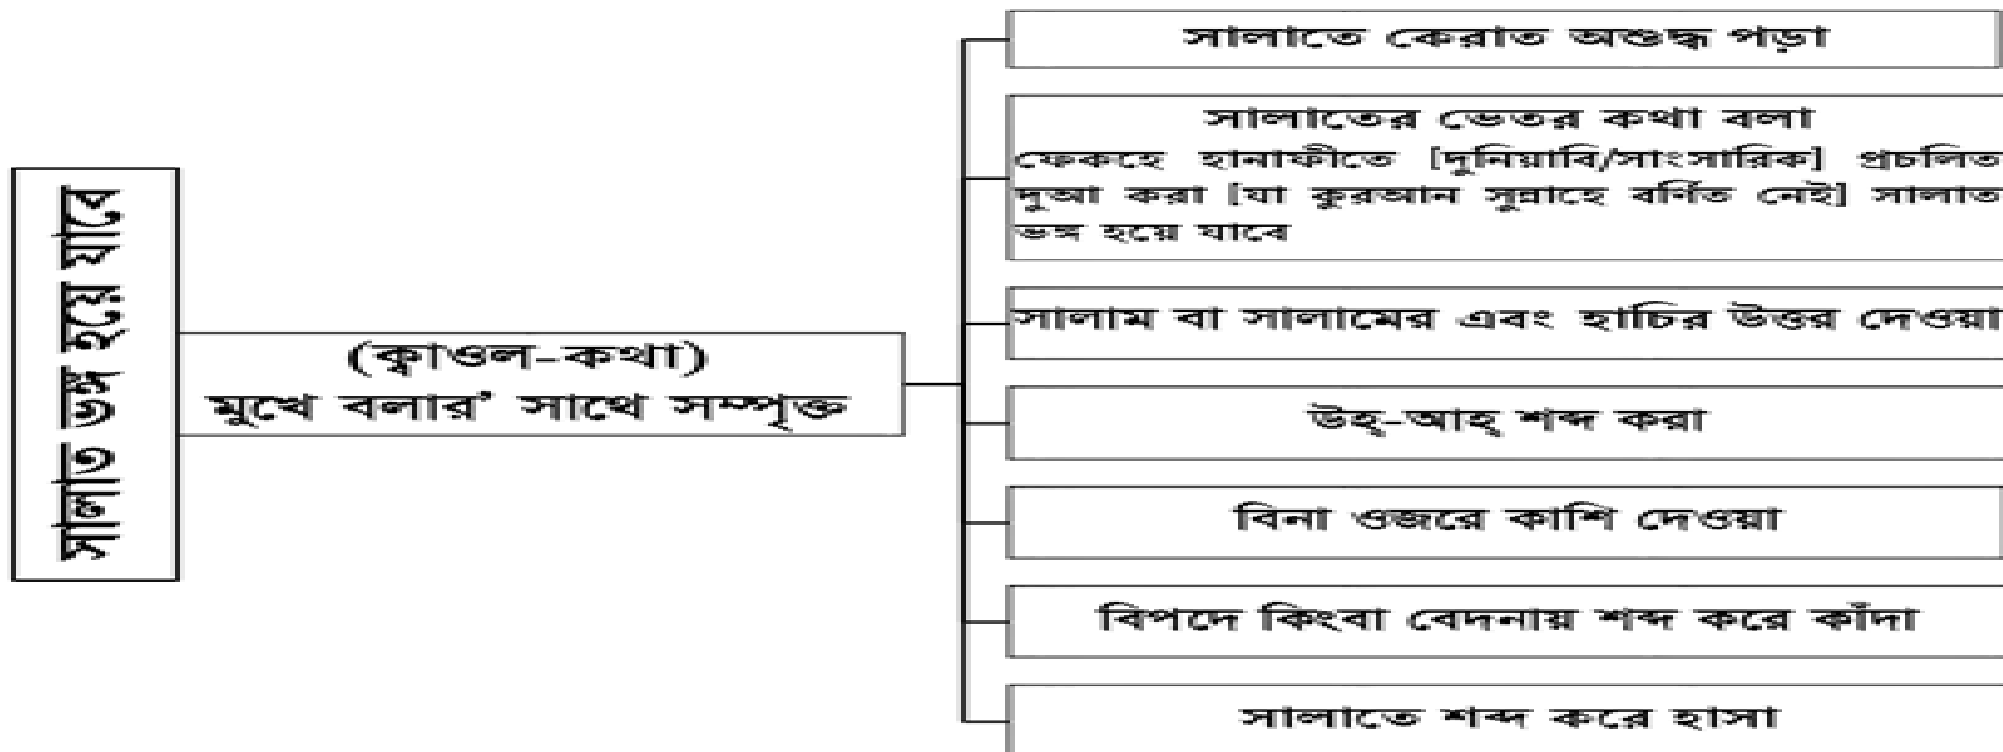 সালাত ভঙ্গ হয়ে যাবে
(ক্বাওল-কথা)
মুখে বলার’ সাথে সম্পৃক্ত
সালাতে কেরাত অশুদ্ধ পড়া
সালাতের ভেতর কথা বলা
ফেকহে হানাফীতে [দুনিয়াবি/সাংসারিক] প্রচলিত
দুআ করা [যা কুরআন সুন্নাহে বর্ণিত নেই] সালাত
ভঙ্গ হয়ে যাবে
সালাম বা সালামের এবং হাচির উত্তর দেওয়া
উহ্-আহ্ শব্দ করা
বিনা ওজরে কাশি দেওয়া
বিপদে কিংবা বেদনায় শব্দ করে কাঁদা
সালাতে শব্দ করে হাসা